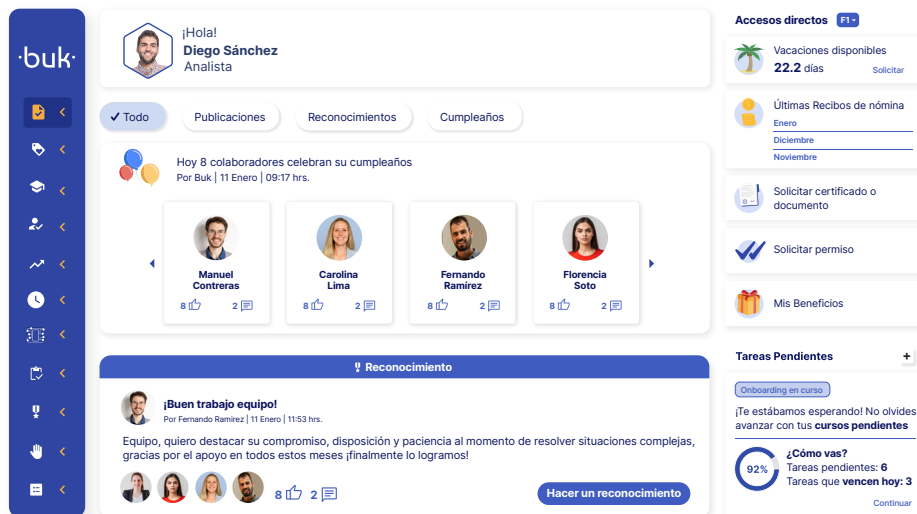 ·buk·
¡Hola!
Diego Sánchez
Analista
Todo
Publicaciones
Reconocimientos
Cumpleaños
Hoy 8 colaboradores celebran su cumpleaños
Por Buk | 11 Enero | 09:17 hrs.
Manuel
Contreras
8
2
Carolina
Lima
8
2
Fernando
Ramírez
8
2
Florencia
Soto
8
2
Reconocimiento
¡Buen trabajo equipo!
Por Fernando Ramirez | 11 Enero | 11:53 hrs.
Equipo, quiero destacar su compromiso, disposición y paciencia al momento de resolver situaciones complejas,
gracias por el apoyo en todos estos meses ¡finalmente lo logramos!
8
2
Hacer un reconocimiento
Accesos directos
F1
Vacaciones disponibles
22.2 días
Solicitar
Últimas Recibos de nómina
Enero
Diciembre
Noviembre
Solicitar certificado o
documento
Solicitar permiso
Mis Beneficios
Tareas Pendientes
+
Onboarding en curso
¡Te estábamos esperando! No olvides
avanzar con tus cursos pendientes
92%
¿Cómo vas?
Tareas pendientes: 6
Tareas que vencen hoy: 3
Continuar